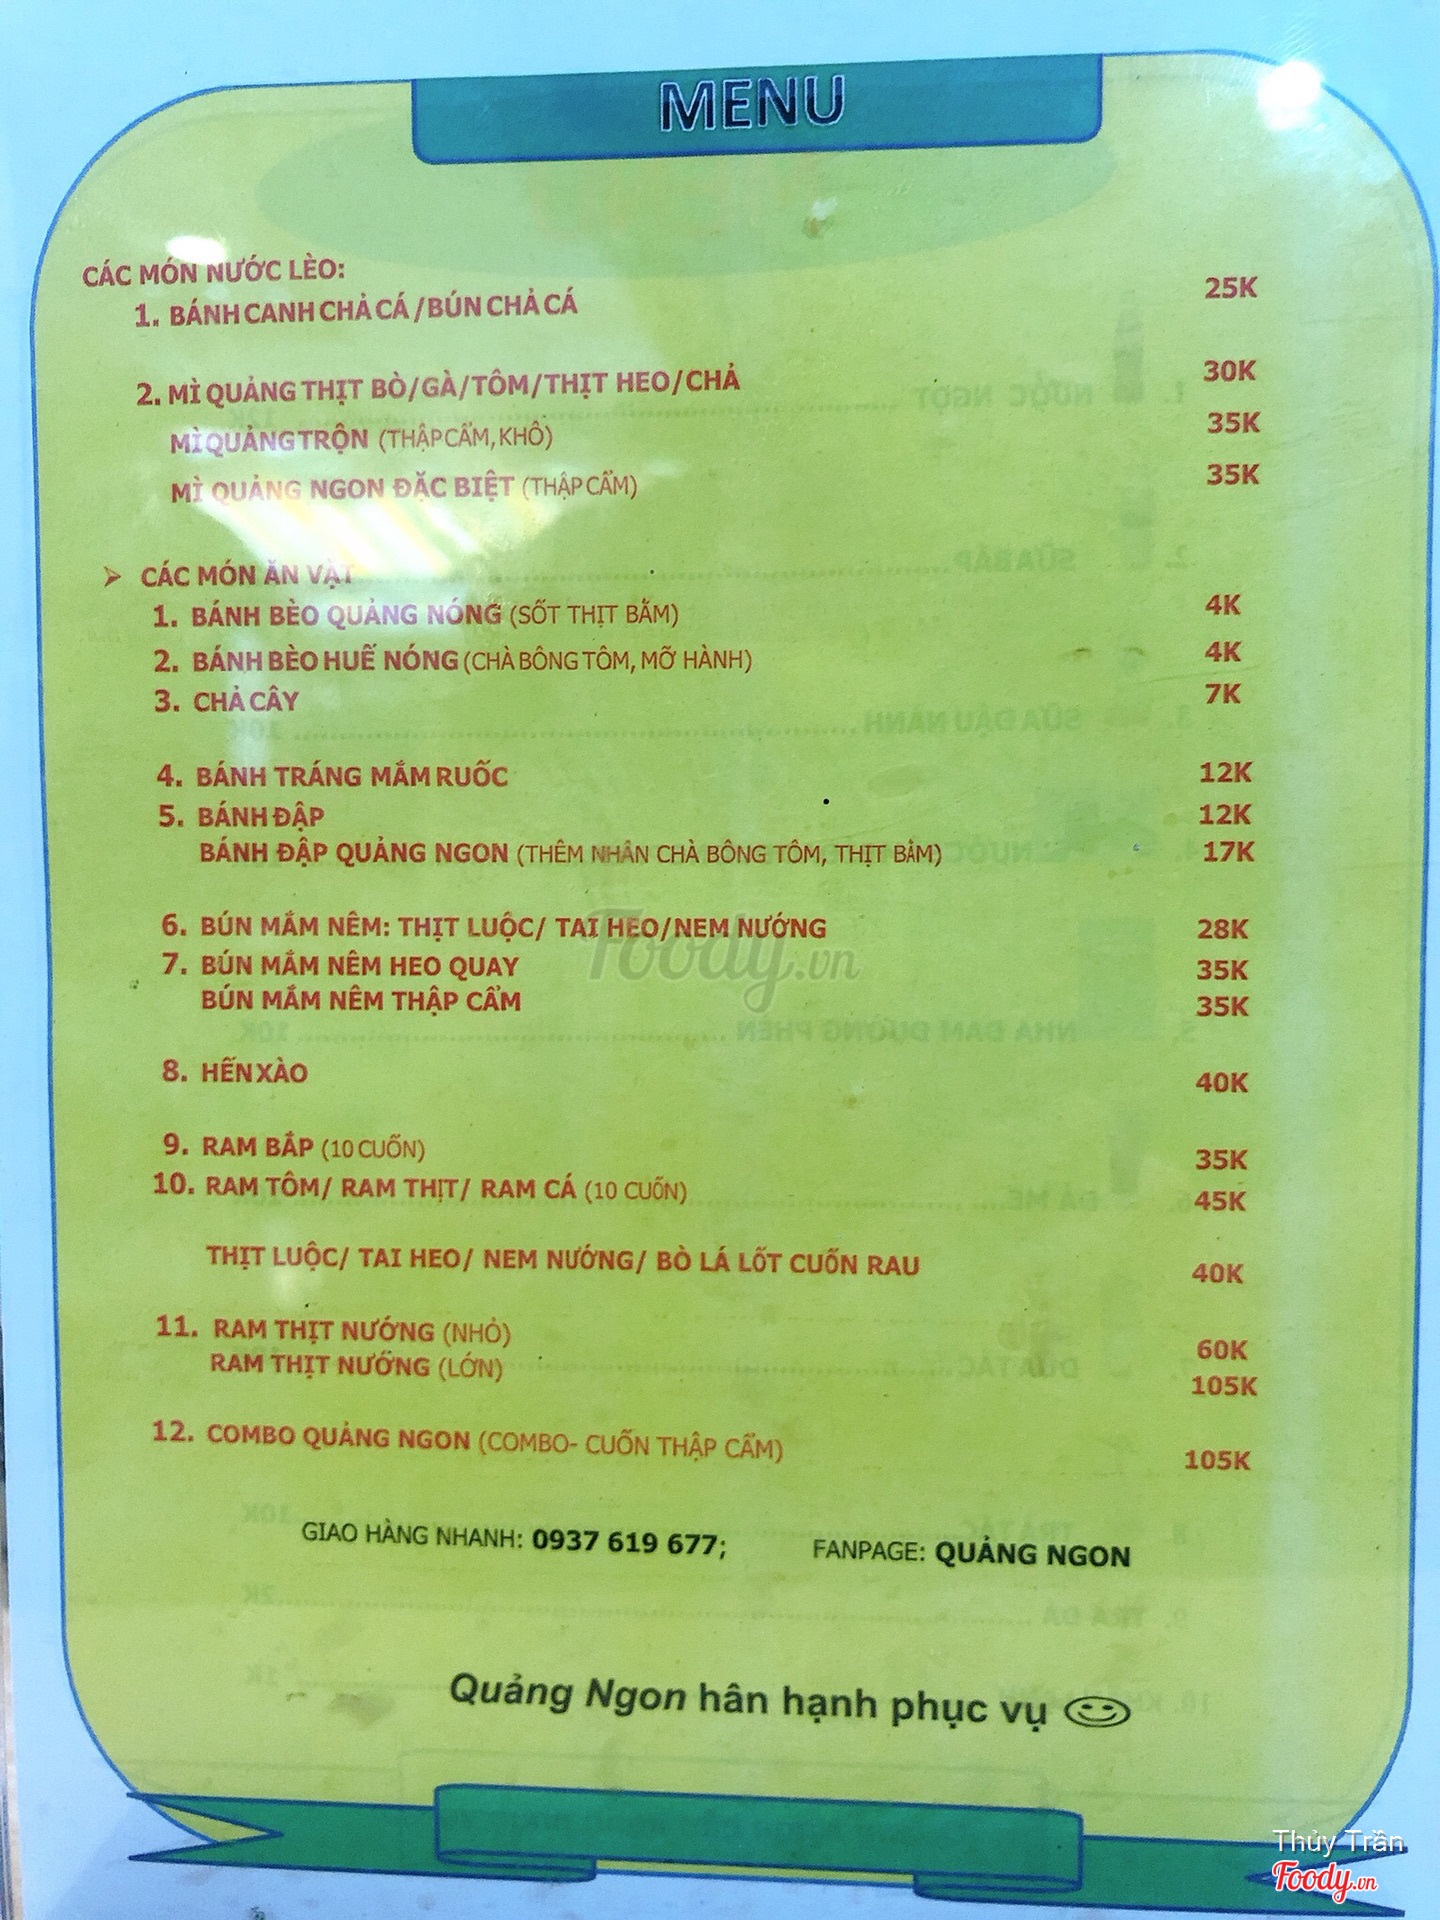 MENU
CÁC MÓN NƯỚC LÈO:
1. BÁNH CANH CHẢ CÁ /BÚN CHẢ CÁ 25K
2. MÌ QUẢNG THỊT BÒ/GÀ/TÔM/THỊT HEO/CHẢ 30K
MÌ QUẢNG TRỘN (THẬP CẨM, KHÔ) 35K
MÌ QUẢNG NGON ĐẶC BIỆT (THẬP CẨM) 35K
➢ CÁC MÓN ĂN VẶT
1. BÁNH BÈO QUẢNG NÓNG (SỐT THỊT BẰM) 4K
2. BÁNH BÈO HUẾ NÓNG (CHÀ BÔNG TÔM, MỠ HÀNH) 4K
3. CHẢ CÂY 7K
4. BÁNH TRÁNG MẮM RUỐC 12K
5. BÁNH ĐẬP 12K
BÁNH ĐẬP QUẢNG NGON (THÊM NHÂN CHÀ BÔNG TÔM, THỊT BẰM) 17K
6. BÚN MẮM NÊM: THỊT LUỘC/ TAI HEO/NEM NƯỚNG 28K
7. BÚN MẮM NÊM HEO QUAY 35K
BÚN MẮM NÊM THẬP CẨM 35K
8. HẾN XÀO 40K
9. RAM BẮP (10 CUỐN) 35K
10. RAM TÔM/ RAM THỊT/ RAM CÁ (10 CUỐN) 45K
THỊT LUỘC/ TAI HEO/ NEM NƯỚNG/ BÒ LÁ LỐT CUỐN RAU 40K
11. RAM THỊT NƯỚNG (NHỎ) 60K
RAM THỊT NƯỚNG (LỚN) 105K
12. COMBO QUẢNG NGON (COMBO- CUỐN THẬP CẨM) 105K
GIAO HÀNG NHANH: 0937 619 677; FANPAGE: QUẢNG NGON
Quảng Ngon hân hạnh phục vụ
Foody.vn
Thủy Trần
Foody.vn